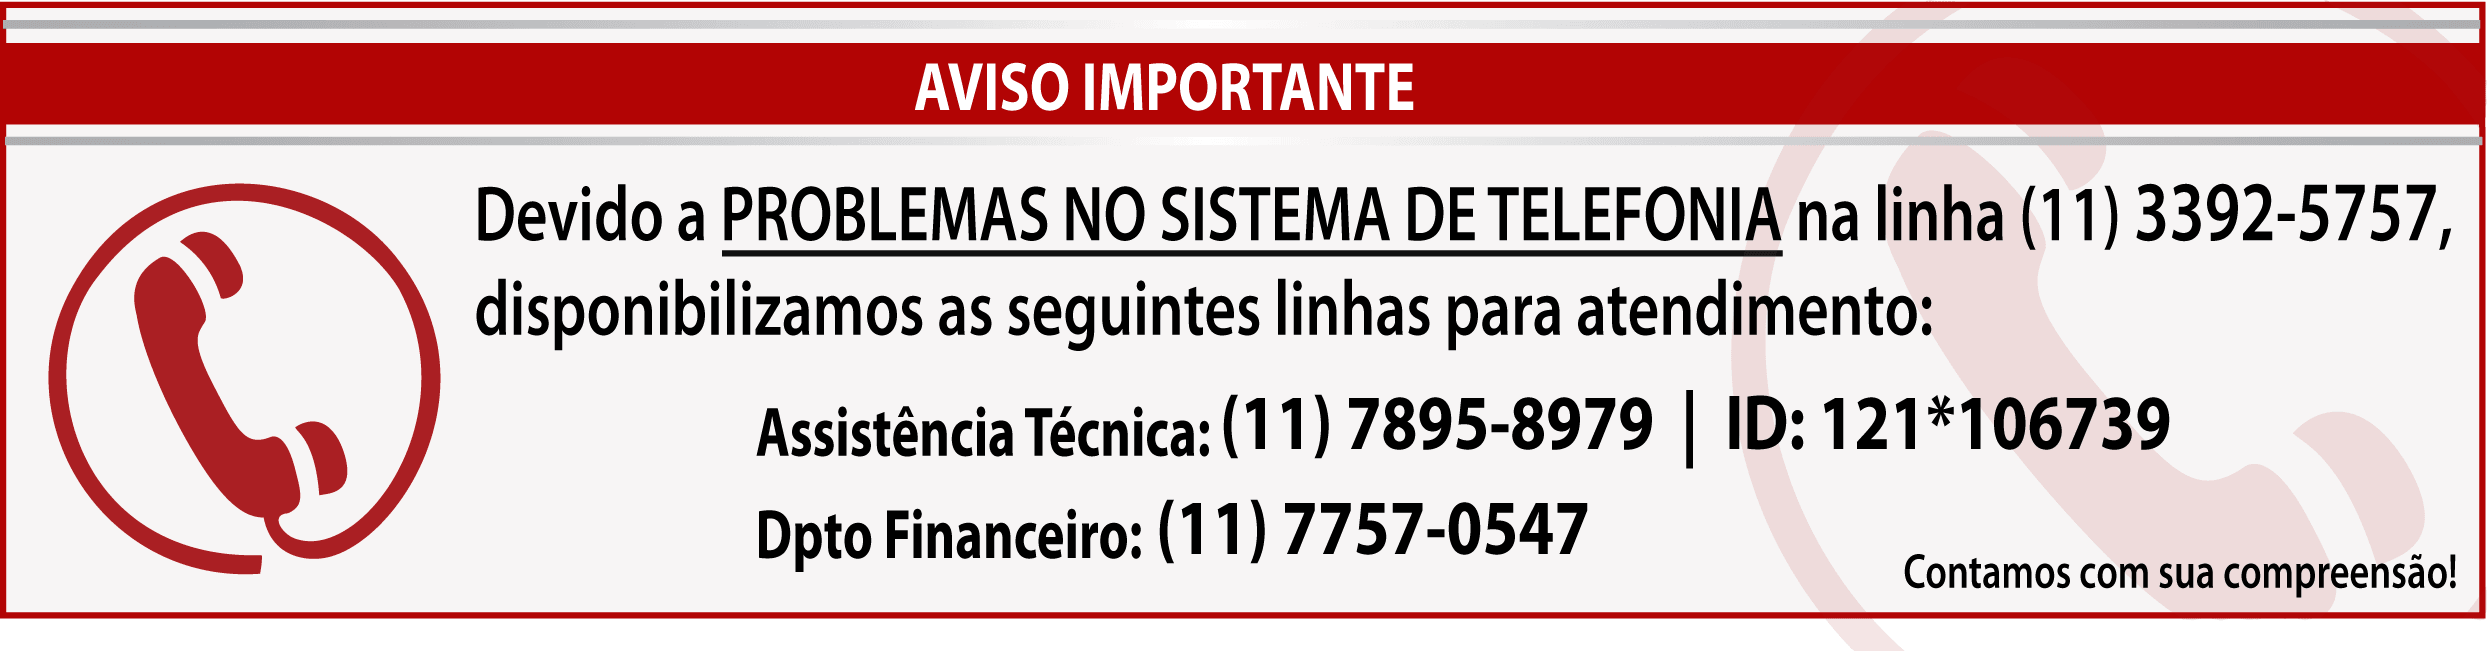 AVISO IMPORTANTE
Devido a PROBLEMAS NO SISTEMA DE TELEFONIA na linha (11) 3392-5757,
disponibilizamos as seguintes linhas para atendimento:
Assistência Técnica: (11) 7895-8979 | ID: 121*106739
Dpto Financeiro: (11) 7757-0547
Contamos com sua compreensão!